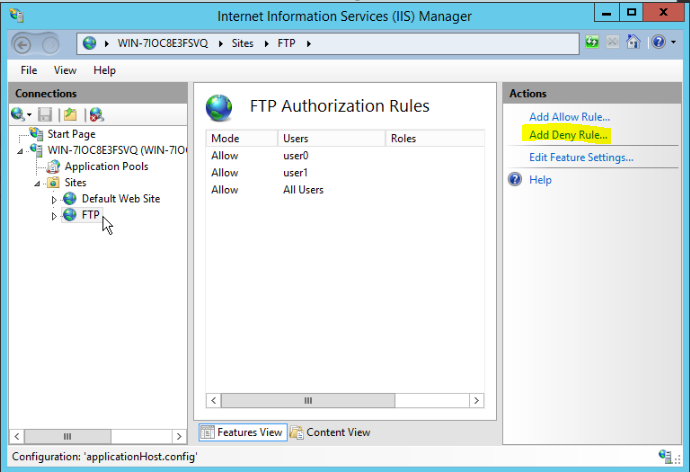 Internet Information Services (IIS) Manager
WIN-7IOC8E3FSVQ Sites FTP
File View Help
Connections
Start Page
WIN-7IOC8E3FSVQ (WIN-7IO
Application Pools
Sites
Default Web Site
FTP
FTP Authorization Rules
Mode Users Roles
Allow user0
Allow user1
Allow All Users
Features View Content View
Actions
Add Allow Rule...
Add Deny Rule...
Edit Feature Settings...
Help
Configuration: 'applicationHost.config'